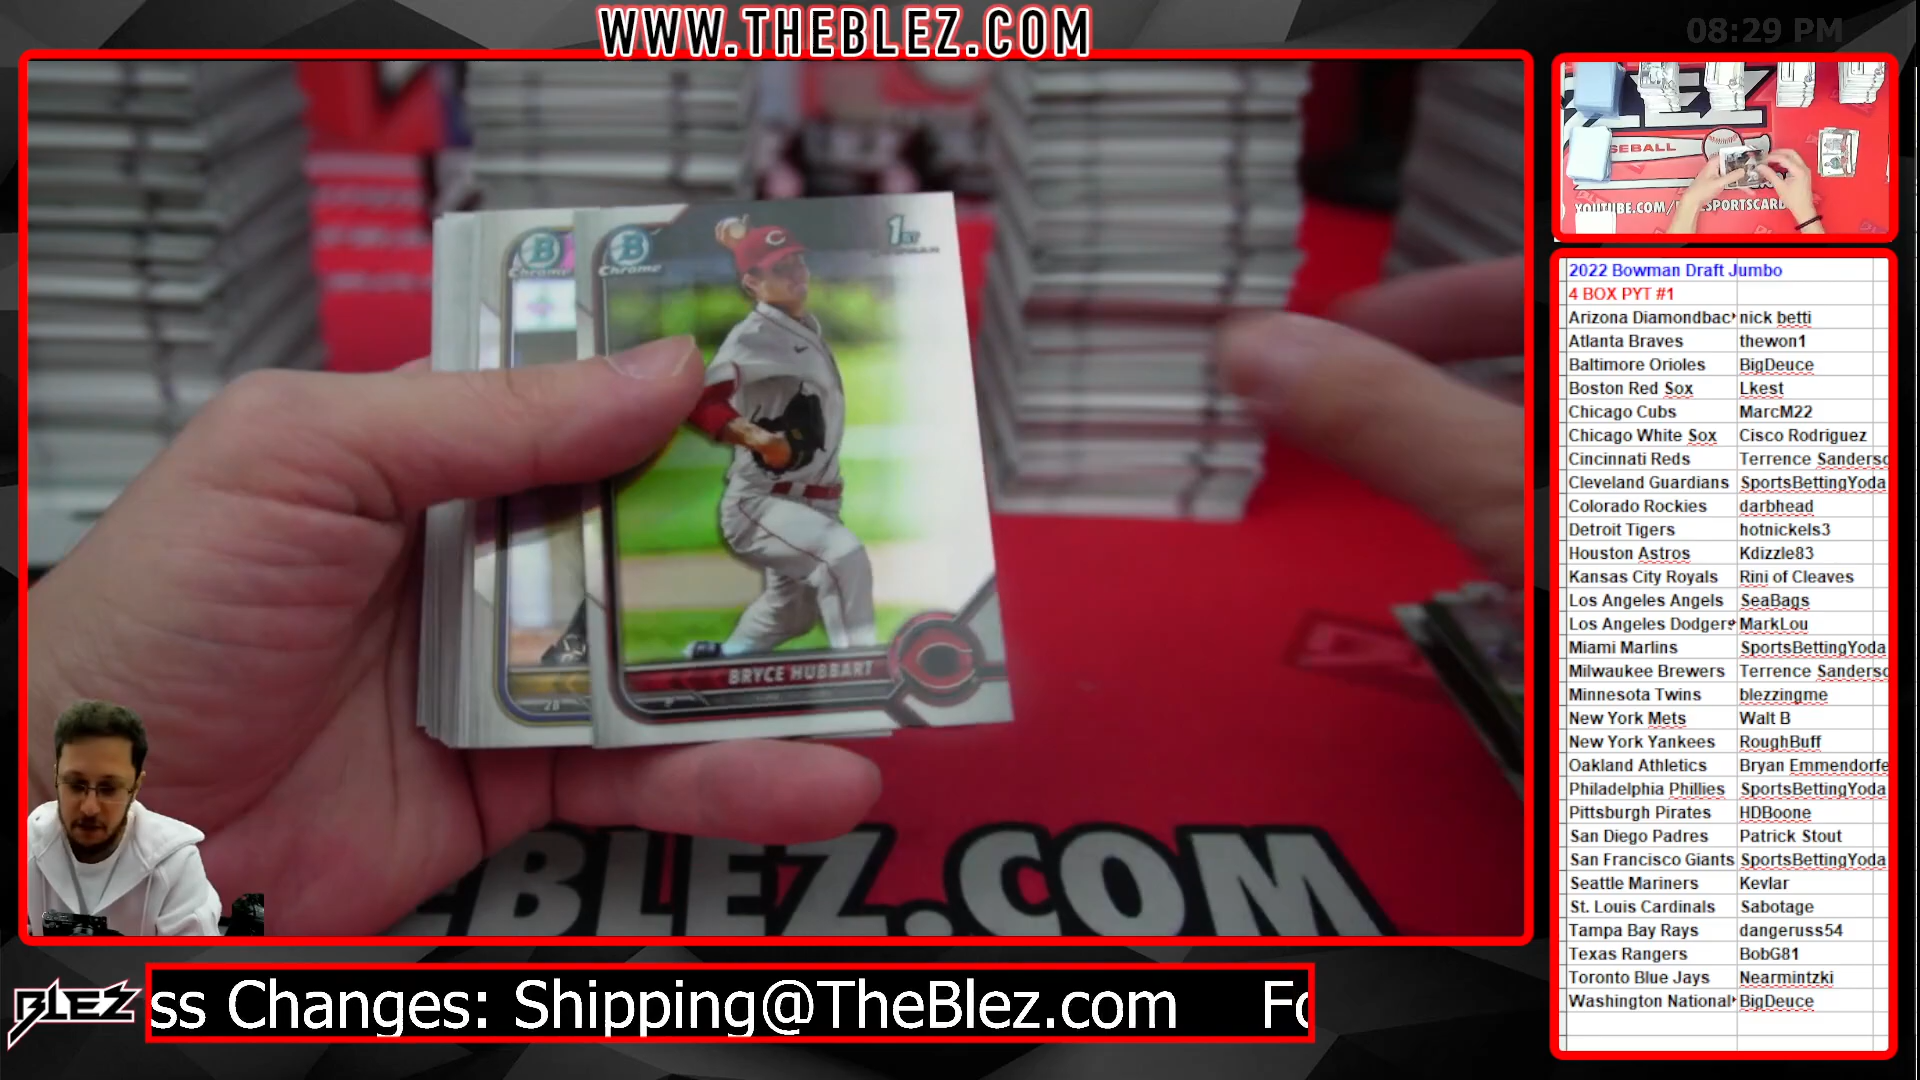 WWW.THEBLEZ.COM
08:29 PM
SEBALL
YOUTUBE.COM/
SPORTSCARD
B
Chrome
B
Chrome
1ST
C
BRYCE HUBBART
P
2B
C
BLEZ.COM
2022 Bowman Draft Jumbo
4 BOX PYT #1
Arizona Diamondbac nick betti
Atlanta Braves thewon1
Baltimore Orioles BigDeuce
Boston Red Sox Lkest
Chicago Cubs MarcM22
Chicago White Sox Cisco Rodriguez
Cincinnati Reds Terrence Sanderso
Cleveland Guardians SportsBettingYoda
Colorado Rockies darbhead
Detroit Tigers hotnickels3
Houston Astros Kdizzle83
Kansas City Royals Rini of Cleaves
Los Angeles Angels SeaBags
Los Angeles Dodgers MarkLou
Miami Marlins SportsBettingYoda
Milwaukee Brewers Terrence Sanderso
Minnesota Twins blezzingme
New York Mets Walt B
New York Yankees RoughBuff
Oakland Athletics Bryan Emmendorfe
Philadelphia Phillies SportsBettingYoda
Pittsburgh Pirates HDBoone
San Diego Padres Patrick Stout
San Francisco Giants SportsBettingYoda
Seattle Mariners Kevlar
St. Louis Cardinals Sabotage
Tampa Bay Rays dangeruss54
Texas Rangers BobG81
Toronto Blue Jays Nearmintzki
Washington National BigDeuce
BLEZ
ss Changes: Shipping@TheBlez.com Fo